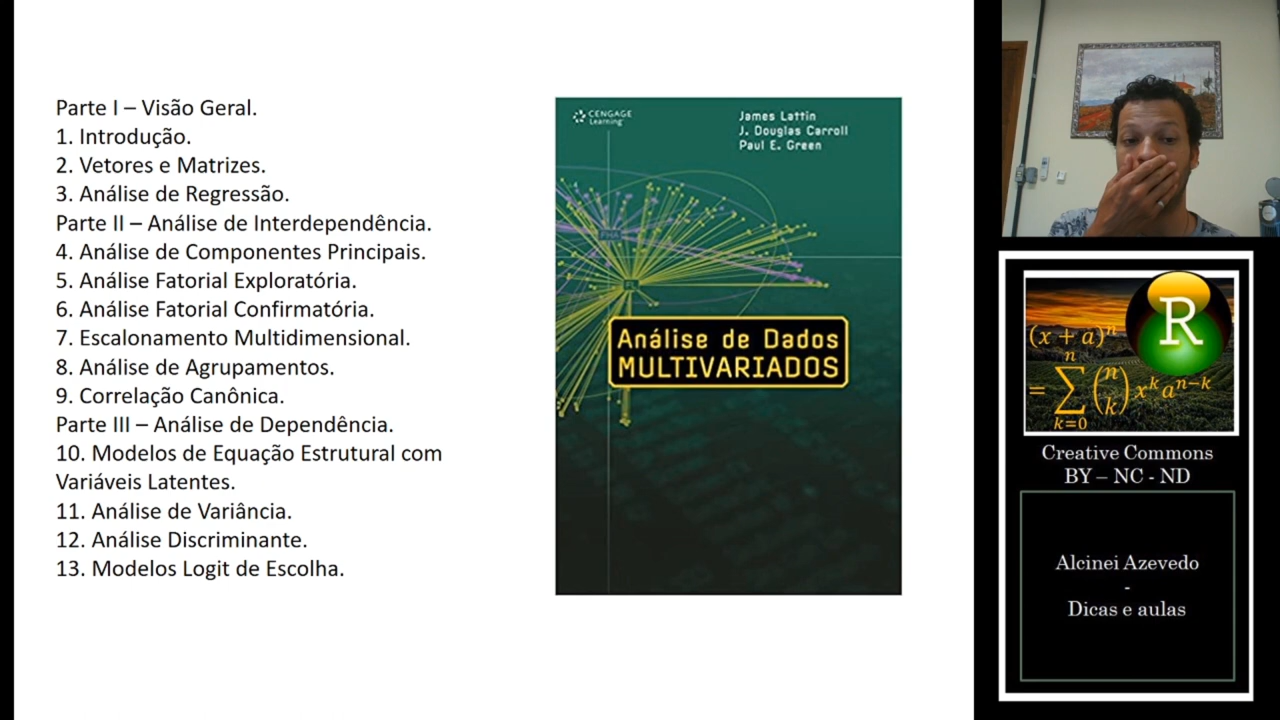 Parte I – Visão Geral.
1. Introdução.
2. Vetores e Matrizes.
3. Análise de Regressão.
Parte II – Análise de Interdependência.
4. Análise de Componentes Principais.
5. Análise Fatorial Exploratória.
6. Análise Fatorial Confirmatória.
7. Escalonamento Multidimensional.
8. Análise de Agrupamentos.
9. Correlação Canônica.
Parte III – Análise de Dependência.
10. Modelos de Equação Estrutural com
Variáveis Latentes.
11. Análise de Variância.
12. Análise Discriminante.
13. Modelos Logit de Escolha.
CENGAGE
Learning™
James Lattin
J. Douglas Carroll
Paul E. Green
Análise de Dados
MULTIVARIADOS
R
(x + a)^n
= ∑_{k=0}^{n} (n k) x^k a^{n−k}
Creative Commons
BY – NC - ND
Alcinei Azevedo
-
Dicas e aulas